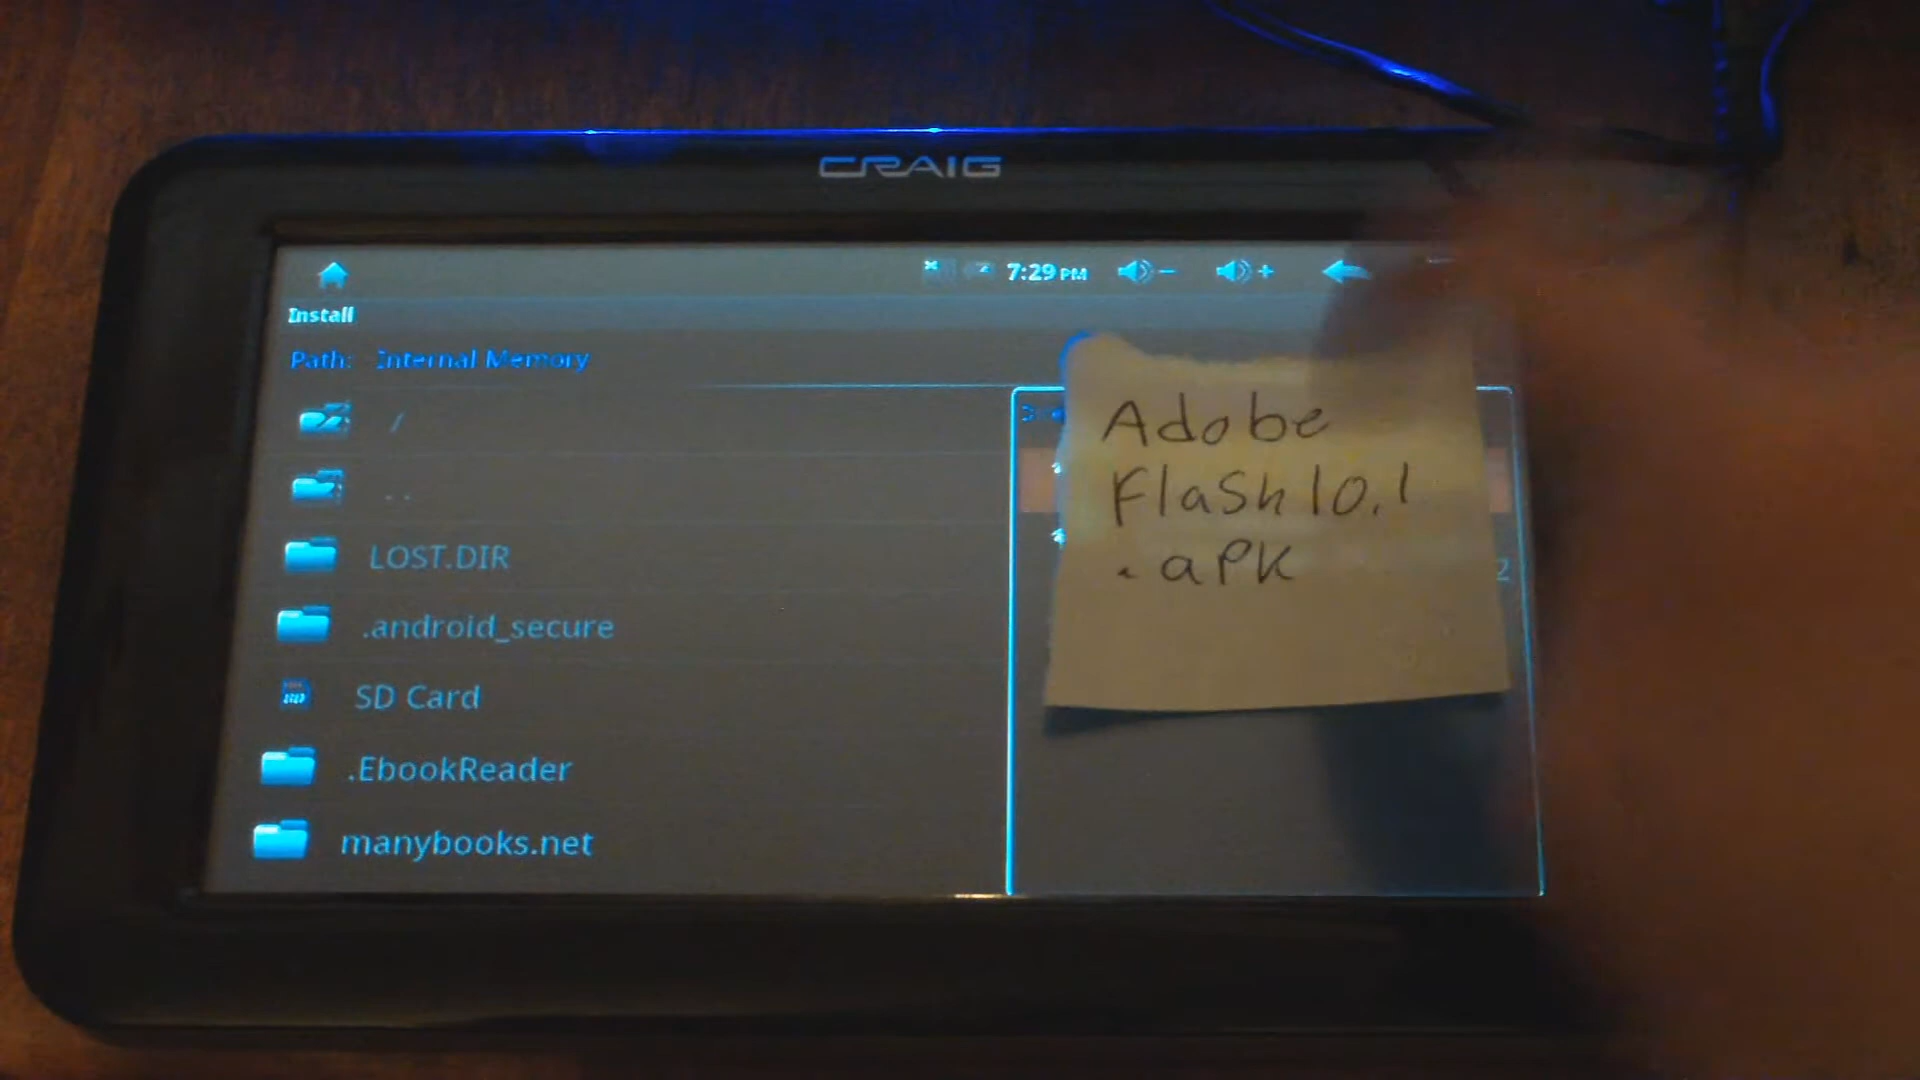 CRAIG
7:29 PM
Install
Path: Internal Memory
/
..
LOST.DIR
.android_secure
SD Card
.EbookReader
manybooks.net
Adobe
Flash 10.1
.apk
2